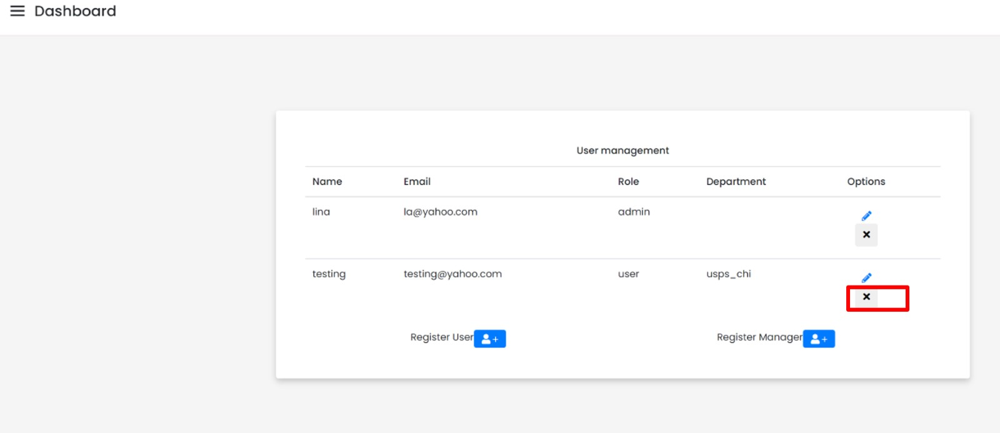 Dashboard
User management
Name Email Role Department Options
lina la@yahoo.com admin
testing testing@yahoo.com user usps_chi
Register User Register Manager